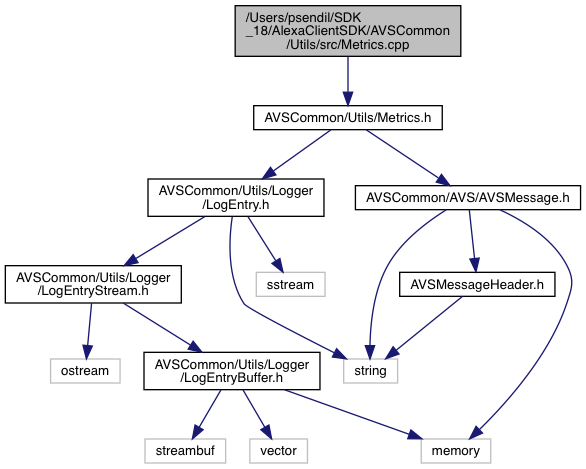 /Users/psendil/SDK
_18/AlexaClientSDK/AVSCommon
/Utils/src/Metrics.cpp
AVSCommon/Utils/Metrics.h
AVSCommon/Utils/Logger
/LogEntry.h
AVSCommon/AVS/AVSMessage.h
AVSCommon/Utils/Logger
/LogEntryStream.h
sstream
AVSMessageHeader.h
ostream
AVSCommon/Utils/Logger
/LogEntryBuffer.h
string
streambuf
vector
memory